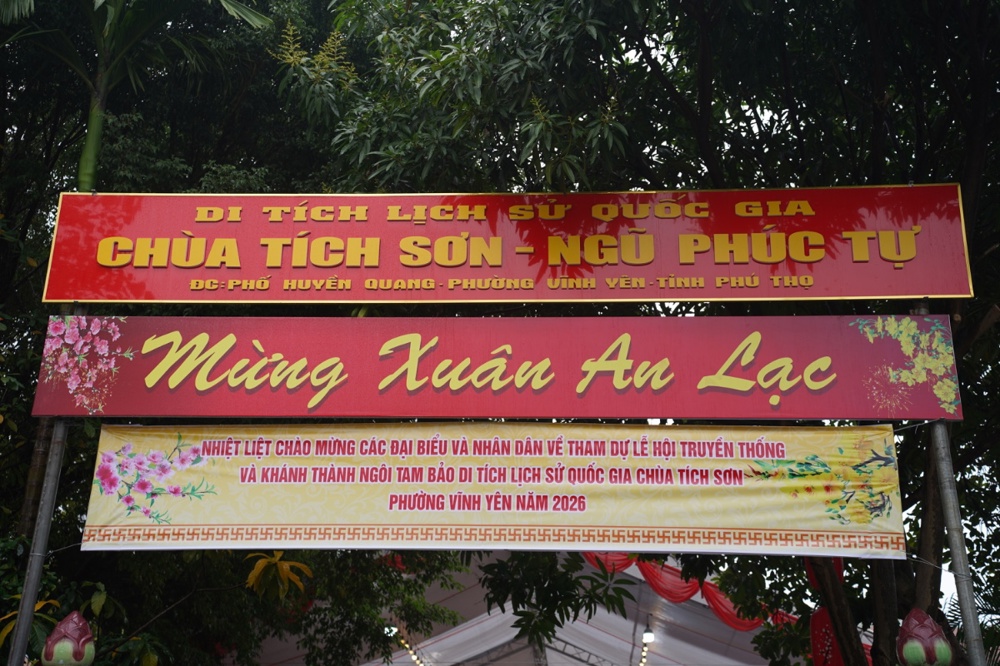 DI TÍCH LỊCH SỬ QUỐC GIA
CHÙA TÍCH SƠN - NGŨ PHÚC TỰ
ĐC: PHỐ HUYỀN QUANG - PHƯỜNG VĨNH YÊN - TỈNH PHÚ THỌ
Mừng Xuân An Lạc
NHIỆT LIỆT CHÀO MỪNG CÁC ĐẠI BIỂU VÀ NHÂN DÂN VỀ THAM DỰ LỄ HỘI TRUYỀN THỐNG
VÀ KHÁNH THÀNH NGÔI TAM BẢO DI TÍCH LỊCH SỬ QUỐC GIA CHÙA TÍCH SƠN
PHƯỜNG VĨNH YÊN NĂM 2026